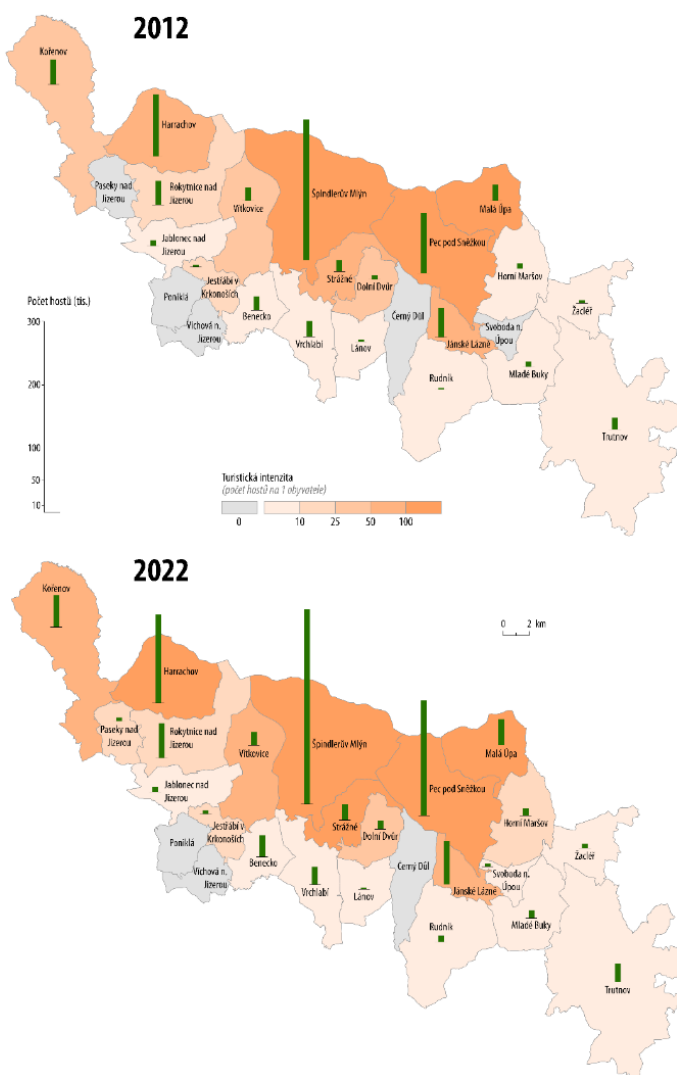 2012
Kořenov
Harrachov
Paseky nad
Jizerou
Rokytnice nad
Jizerou
Vítkovice
Špindlerův Mlýn
Malá Úpa
Pec pod Sněžkou
Jablonec nad
Jizerou
Strážné
Horní Maršov
Jestřábí v
Krkonoších
Dolní Dvůr
Poniklá
Černý Důl
Žacléř
Počet hostů (tis.)
Benecko
300
Víchová n.
Jizerou
Vrchlabí
Lánov
Jánské Lázně
Svoboda n.
Úpou
Mladé Buky
Rudník
200
Trutnov
100
50
10
Turistická intenzita
(počet hostů na 1 obyvatele)
0 10 25 50 100
2022
Kořenov
0 2 km
Harrachov
Paseky nad
Jizerou
Rokytnice nad
Jizerou
Vítkovice
Špindlerův Mlýn
Malá Úpa
Pec pod Sněžkou
Jablonec nad
Jizerou
Strážné
Horní Maršov
Jestřábí v
Krkonoších
Dolní Dvůr
Poniklá
Černý Důl
Žacléř
Benecko
Víchová n.
Jizerou
Vrchlabí
Lánov
Jánské Lázně
Svoboda n.
Úpou
Mladé Buky
Rudník
Trutnov